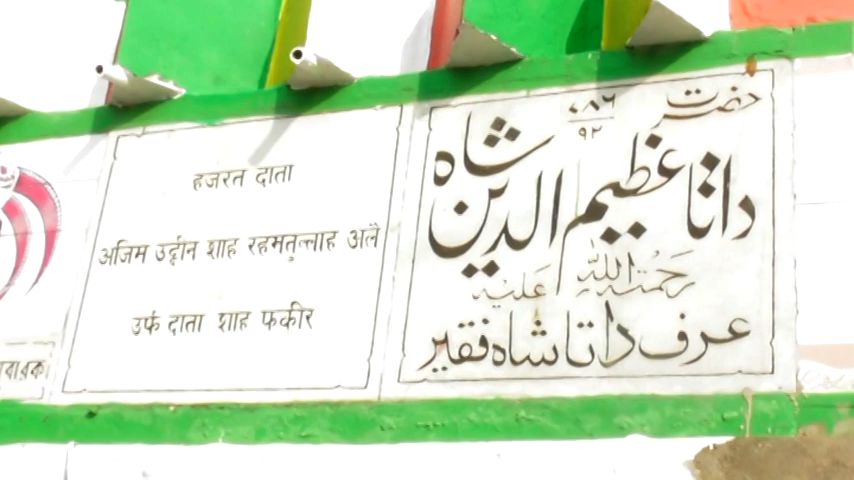 हजरत दाता
अजिम उर्द्दीन शाह रहमतुल्लाह अलै
उर्फ दाता शाह फकीर
۷۸۶
۹۲
حضرت
داتا عظیم الدین شاہ
رحمتہ اللہ علیہ
عرف داتا شاہ فقیر